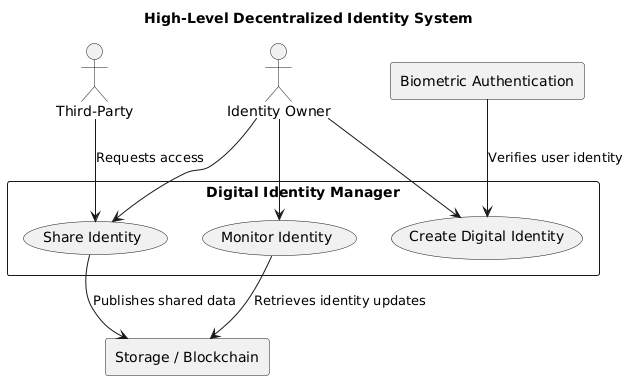 High-Level Decentralized Identity System
Third-Party
Identity Owner
Biometric Authentication
Requests access
Verifies user identity
Digital Identity Manager
Share Identity
Monitor Identity
Create Digital Identity
Publishes shared data
Retrieves identity updates
Storage / Blockchain